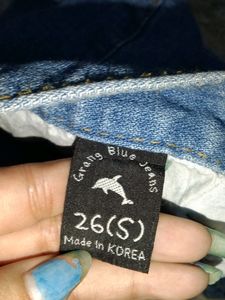 Grang Blue Jeans
26(S)
Made in KOREA